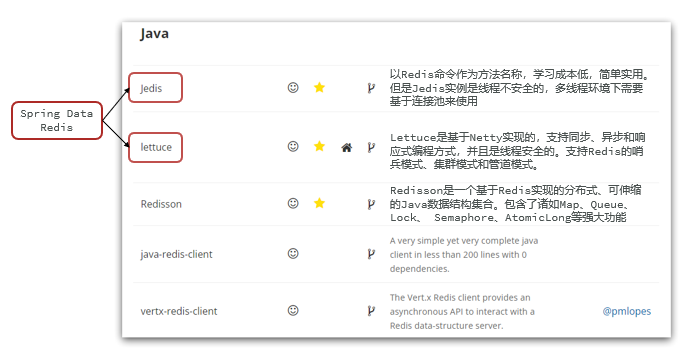 Java
Spring Data
Redis
Jedis
以Redis命令作为方法名称，学习成本低，简单实用。
但是Jedis实例是线程不安全的，多线程环境下需要
基于连接池来使用
lettuce
Lettuce是基于Netty实现的，支持同步、异步和响
应式编程方式，并且是线程安全的。支持Redis的哨
兵模式、集群模式和管道模式。
Redisson
Redisson是一个基于Redis实现的分布式、可伸缩
的Java数据结构集合。包含了诸如Map、Queue、
Lock、 Semaphore、AtomicLong等强大功能
java-redis-client
A very simple yet very complete java
client in less than 200 lines with 0
dependencies.
vertx-redis-client
The Vert.x Redis client provides an
asynchronous API to interact with a
Redis data-structure server.
@pmlopes